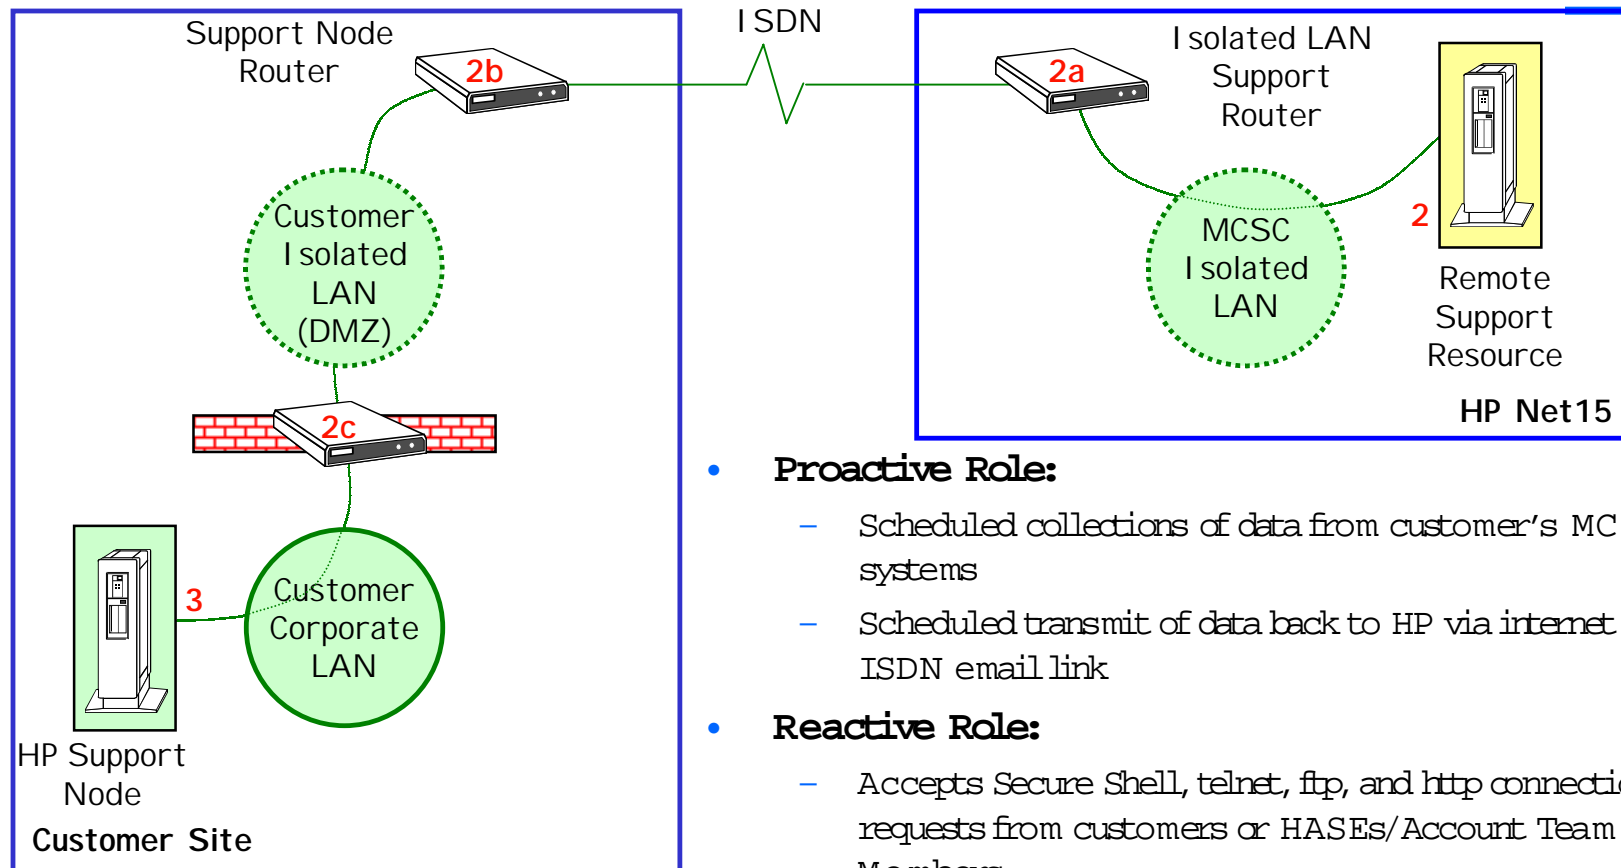 Support Node
Router
2b
ISDN
2a
Isolated LAN
Support
Router
Customer
Isolated
LAN
(DMZ)
MCSC
Isolated
LAN
2
Remote
Support
Resource
HP Net15
2c
3
Customer
Corporate
LAN
HP Support
Node
Customer Site
• Proactive Role:
– Scheduled collections of data from customer's MC
systems
– Scheduled transmit of data back to HP via internet
ISDN email link
• Reactive Role:
– Accepts Secure Shell, telnet, ftp, and http
requests from customers or HASEs/Account Team